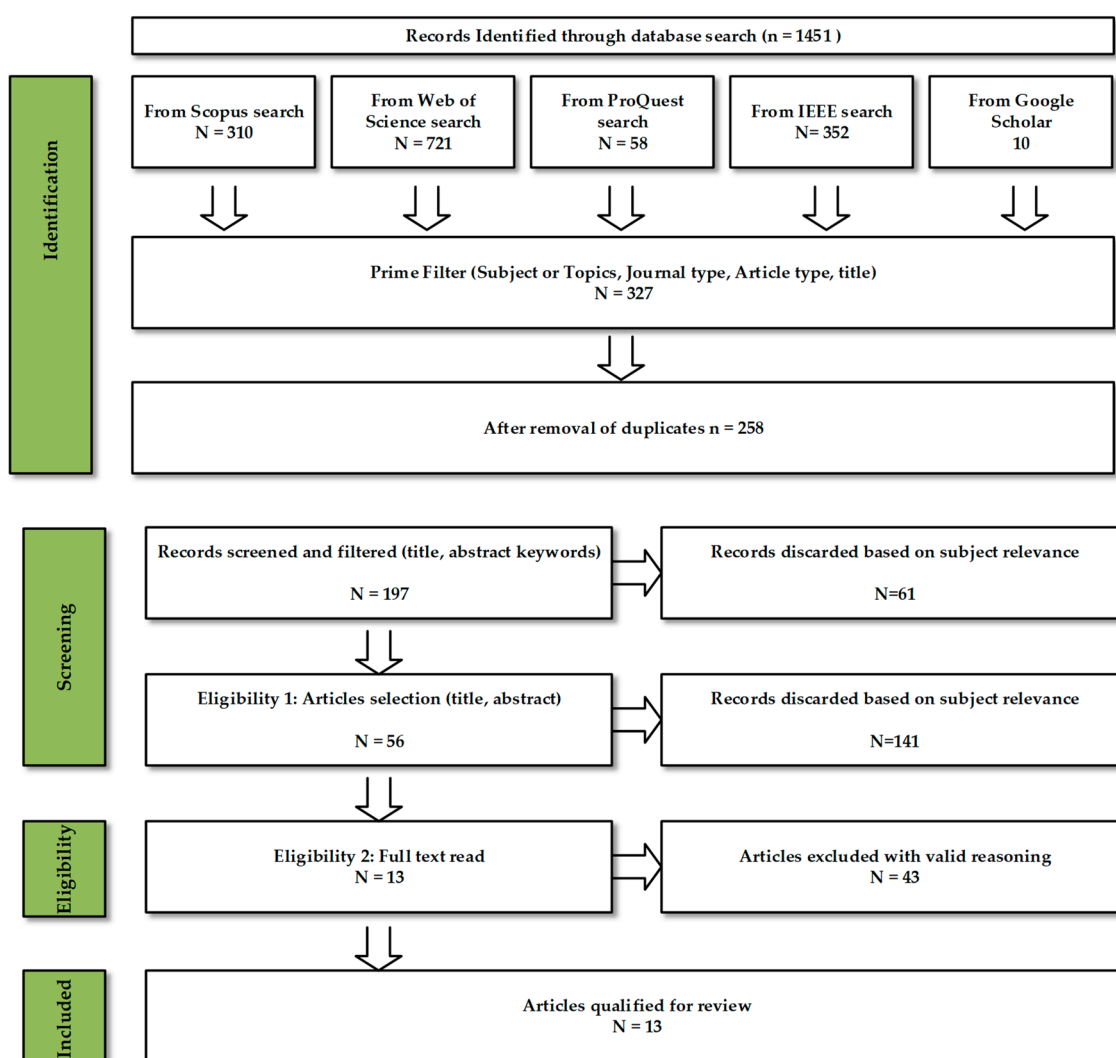 Records Identified through database search (n = 1451 )
Identification
From Scopus search
N = 310
From Web of
Science search
N = 721
From ProQuest
search
N = 58
From IEEE search
N= 352
From Google
Scholar
10
Prime Filter (Subject or Topics, Journal type, Article type, title)
N = 327
After removal of duplicates n = 258
Screening
Records screened and filtered (title, abstract keywords)
N = 197
Records discarded based on subject relevance
N=61
Eligibility 1: Articles selection (title, abstract)
N = 56
Records discarded based on subject relevance
N=141
Eligibility
Eligibility 2: Full text read
N = 13
Articles excluded with valid reasoning
N = 43
Included
Articles qualified for review
N = 13